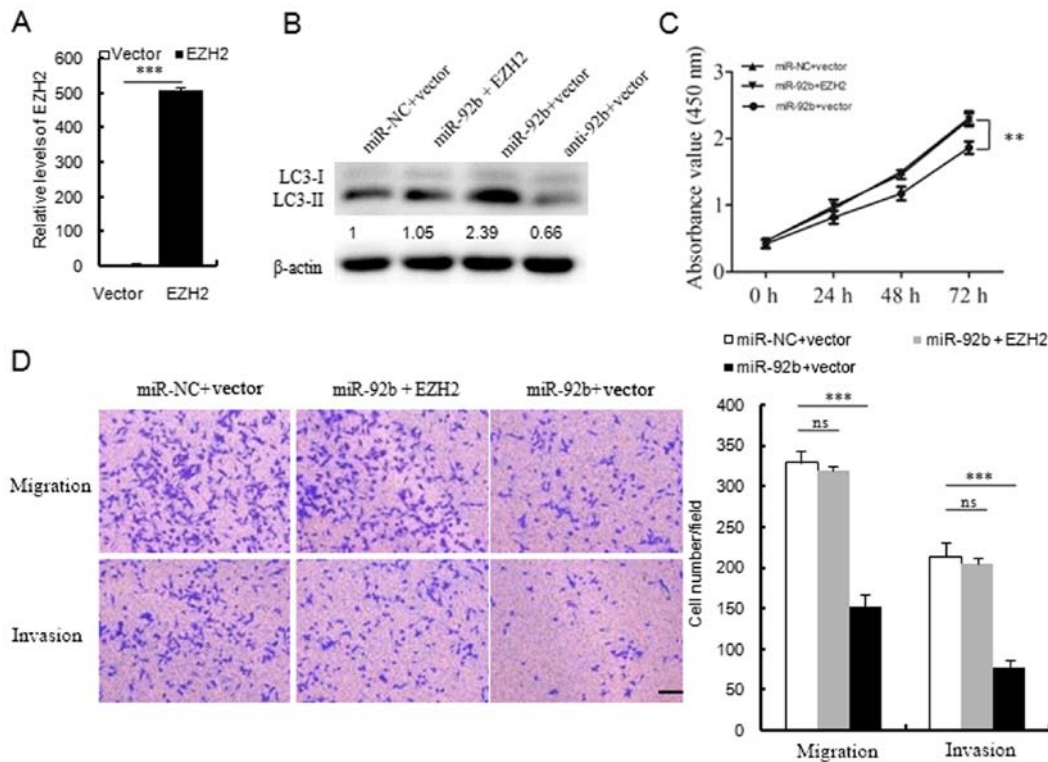 A
Vector EZH2
***
Relative levels of EZH2
600
500
400
300
200
100
0
Vector EZH2
B
miR-NC+vector
miR-92b + EZH2
miR-92b+vector
anti-92b+vector
LC3-I
LC3-II
1 1.05 2.39 0.66
β-actin
C
Absorbance value (450 nm)
miR-NC+vector
miR-92b+EZH2
miR-92b+vector
3
2
1
0
**
0 h 24 h 48 h 72 h
D
miR-NC+vector miR-92b + EZH2 miR-92b+vector
Migration
Invasion
miR-NC+vector miR-92b + EZH2
miR-92b+vector
Cell number/field
400
350
300
250
200
150
100
50
0
***
ns
***
ns
Migration Invasion